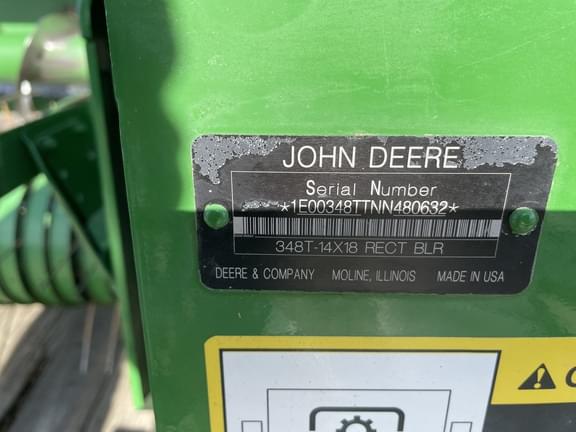 JOHN DEERE
Serial Number
*1E00348TTNN480632*
348T-14X18 RECT BLR
DEERE & COMPANY MOLINE, ILLINOIS MADE IN USA